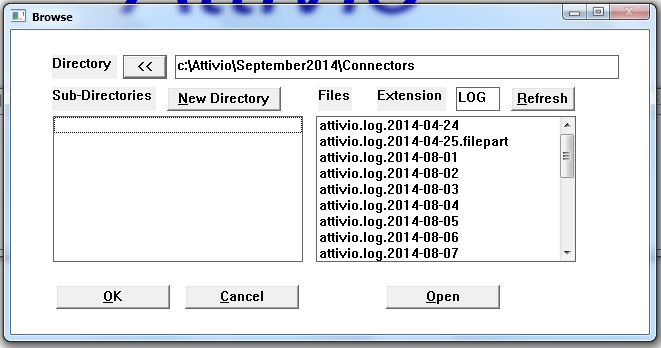 Attivio
Browse
Directory << c:\Attivio\September2014\Connectors
Sub-Directories New Directory Files Extension LOG Refresh
attivio.log.2014-04-24
attivio.log.2014-04-25.filepart
attivio.log.2014-08-01
attivio.log.2014-08-02
attivio.log.2014-08-03
attivio.log.2014-08-04
attivio.log.2014-08-05
attivio.log.2014-08-06
attivio.log.2014-08-07
OK Cancel Open